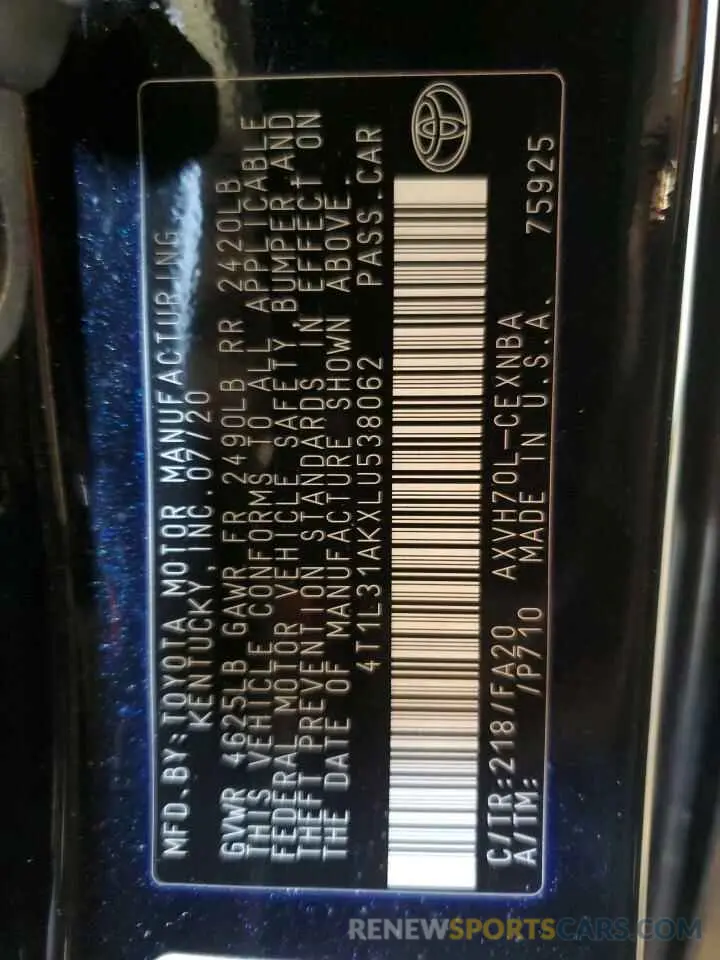 MFD.BY:TOYOTA MOTOR MANUFACTURING
KENTUCKY,INC.07/20
GVWR 4625LB GAWR FR 2490LB RR 2420LB
THIS VEHICLE CONFORMS TO ALL APPLICABLE
FEDERAL MOTOR VEHICLE SAFETY, BUMPER,AND
THEFT PREVENTION STANDARDS IN EFFECT ON
THE DATE OF MANUFACTURE SHOWN ABOVE.
4T1L31AKXLU538062 PASS.CAR
C/TR:218/FA20 AXVH70L-CEXNBA 75925
A/TM: /P710 MADE IN U.S.A.
RENEWSPORTSCARS.COM